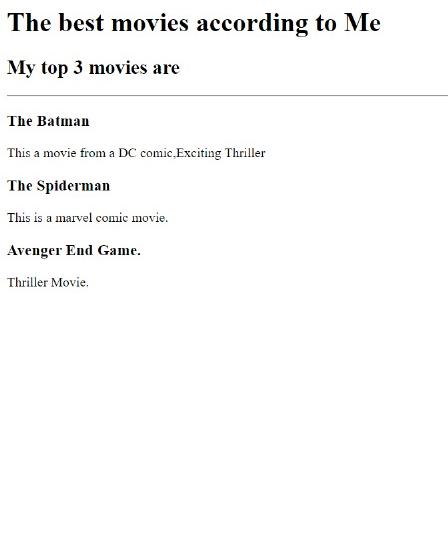 The best movies according to Me
My top 3 movies are
The Batman
This a movie from a DC comic,Exciting Thriller
The Spiderman
This is a marvel comic movie.
Avenger End Game.
Thriller Movie.